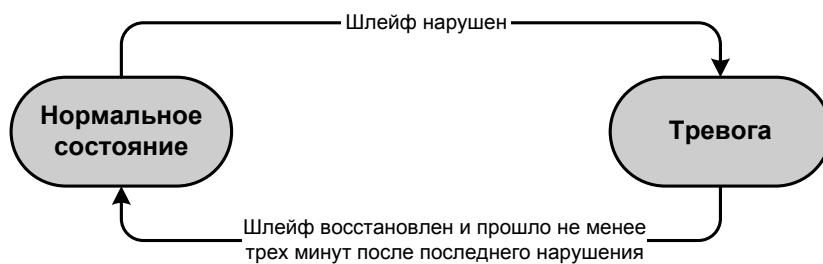 Шлейф нарушен
Нормальное
состояние
Тревога
Шлейф восстановлен и прошло не менее
трех минут после последнего нарушения